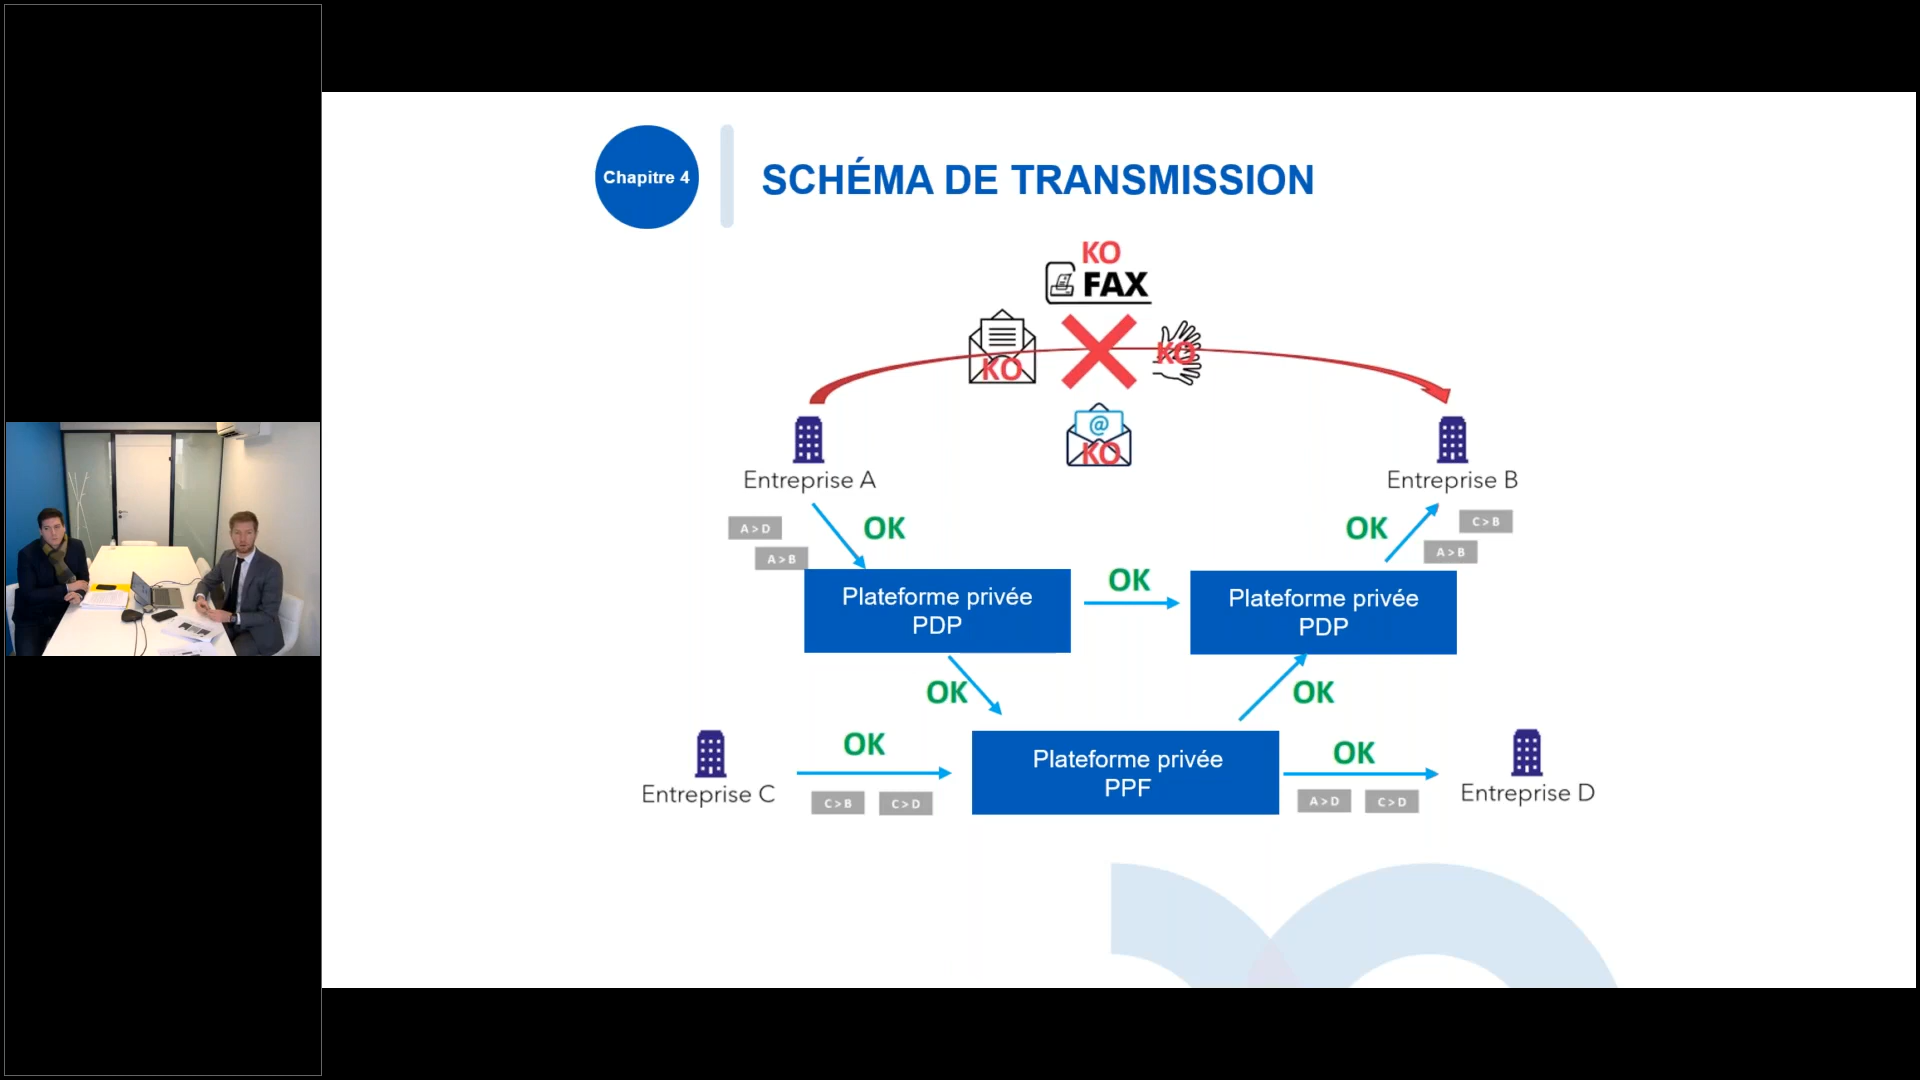 Chapitre 4
SCHÉMA DE TRANSMISSION
KO
FAX
KO
KO
@
KO
Entreprise A
Entreprise B
A > D
OK
OK
C > B
A > B
A > B
Plateforme privée
PDP
OK
Plateforme privée
PDP
OK
OK
Entreprise C
OK
C > B
C > D
Plateforme privée
PPF
OK
A > D
C > D
Entreprise D